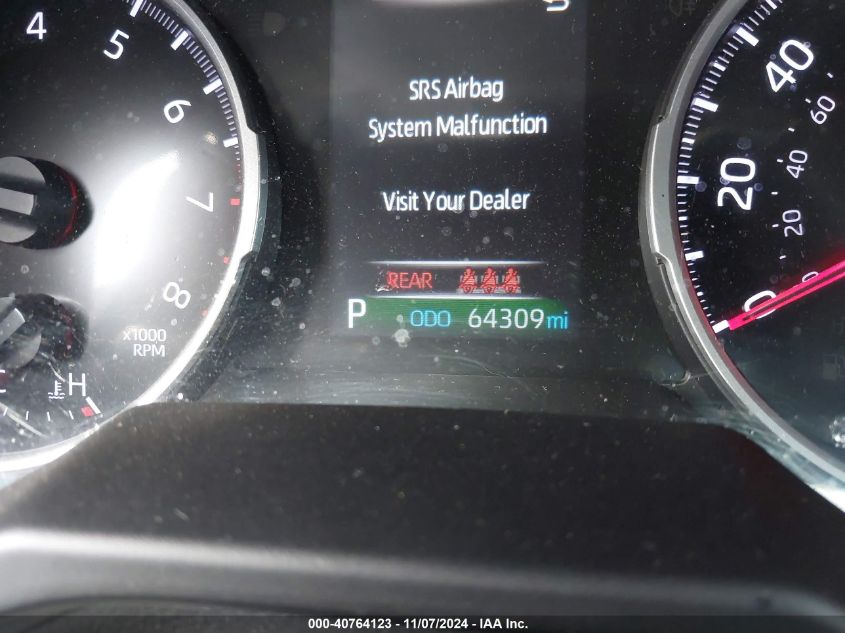 4
5
6
7
8
x1000
RPM
H
SRS Airbag
System Malfunction
Visit Your Dealer
REAR
P ODO 64309mi
40
60
40
20
20
0
0
000-40764123 - 11/07/2024 - IAA Inc.